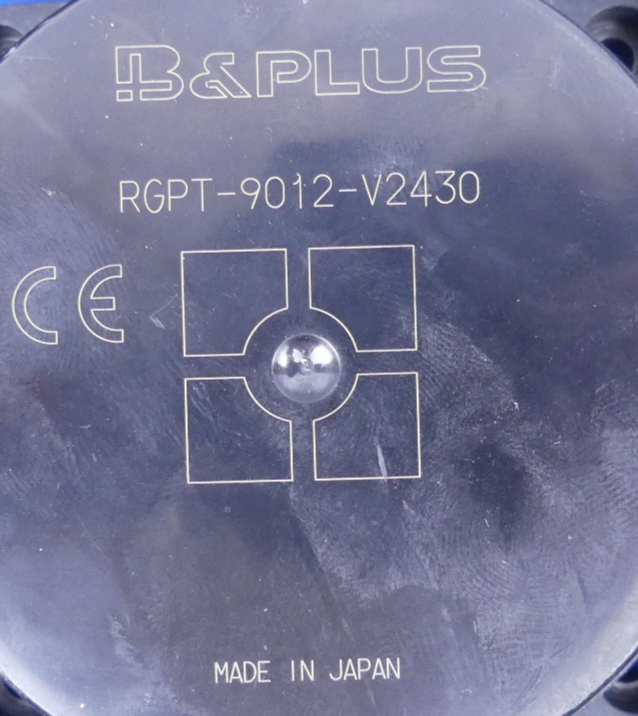 B&PLUS
RGPT-9012-V2430
CE
MADE IN JAPAN